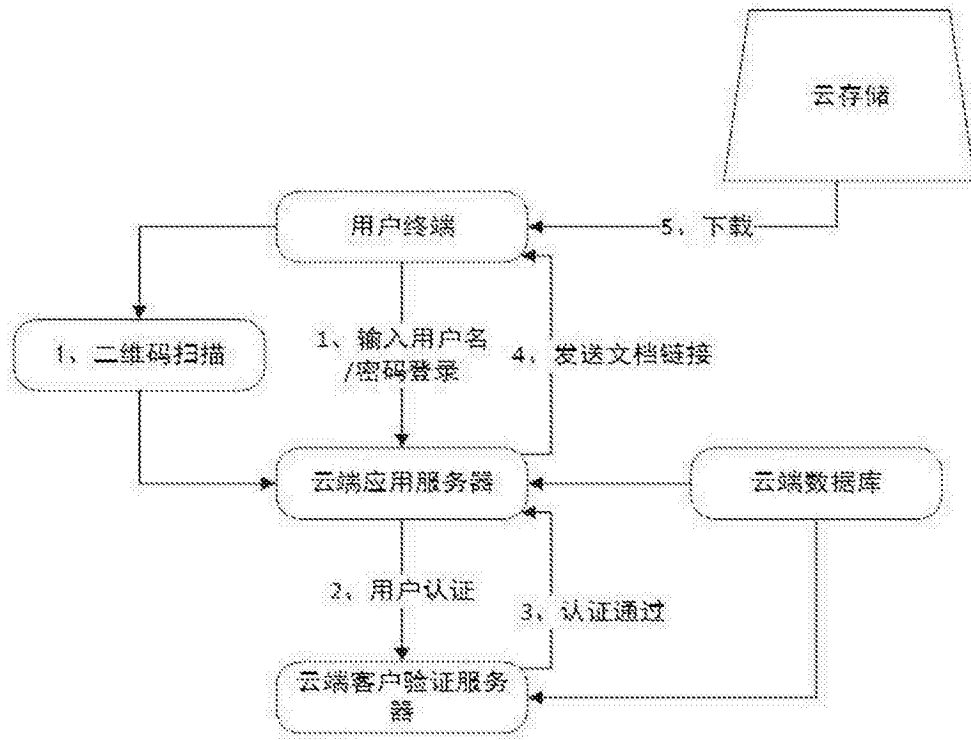 云存储
用户终端
5、下载
1、二维码扫描
1、输入用户名
/密码登录
4、发送文档链接
云端应用服务器
云端数据库
2、用户认证
3、认证通过
云端客户验证服务
器